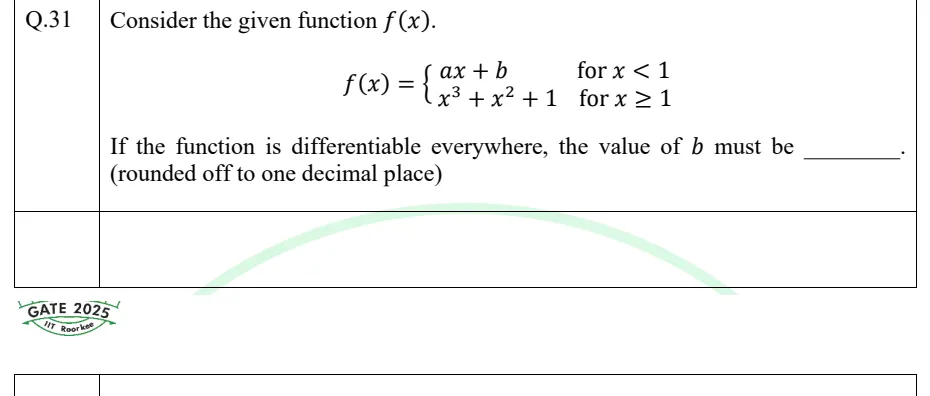 Q.31 Consider the given function f(x).
f(x) = { ax + b for x < 1
x³ + x² + 1 for x ≥ 1
If the function is differentiable everywhere, the value of b must be _________.
(rounded off to one decimal place)
GATE 2025
IIT Roorkee